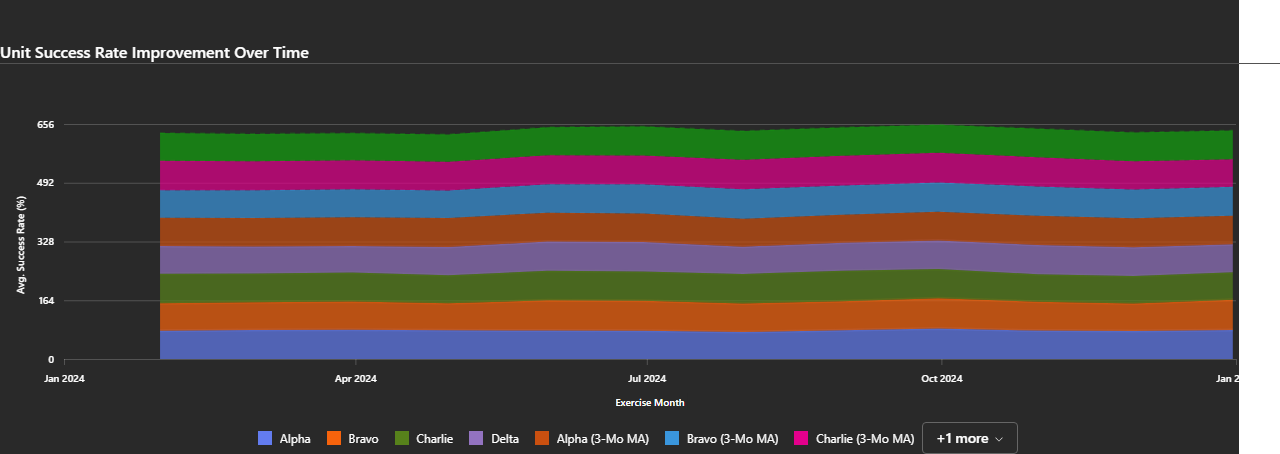 Unit Success Rate Improvement Over Time
656
492
328
164
0
Avg. Success Rate (%)
Jan 2024 Apr 2024 Jul 2024 Oct 2024 Jan 2
Exercise Month
Alpha Bravo Charlie Delta Alpha (3-Mo MA) Bravo (3-Mo MA) Charlie (3-Mo MA) +1 more